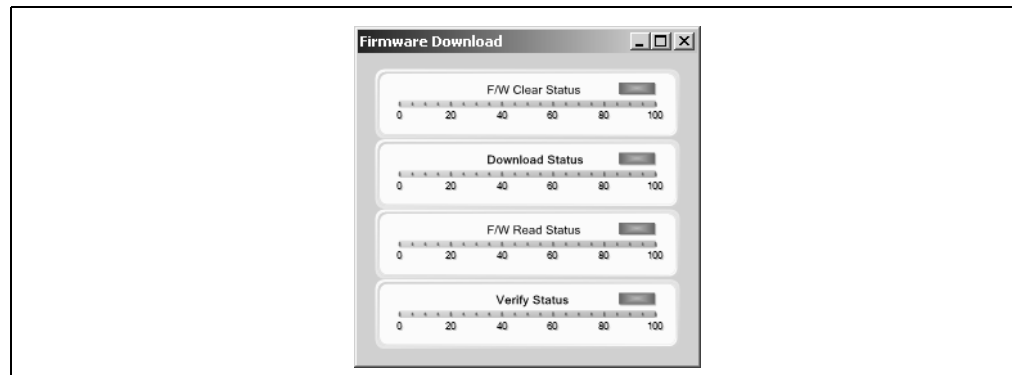 Firmware Download
F/W Clear Status
0 20 40 60 80 100
Download Status
0 20 40 60 80 100
F/W Read Status
0 20 40 60 80 100
Verify Status
0 20 40 60 80 100